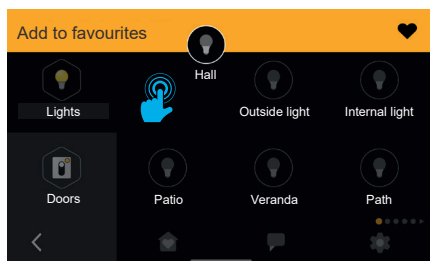 Add to favourites
Hall
Lights
Outside light
Internal light
Doors
Patio
Veranda
Path